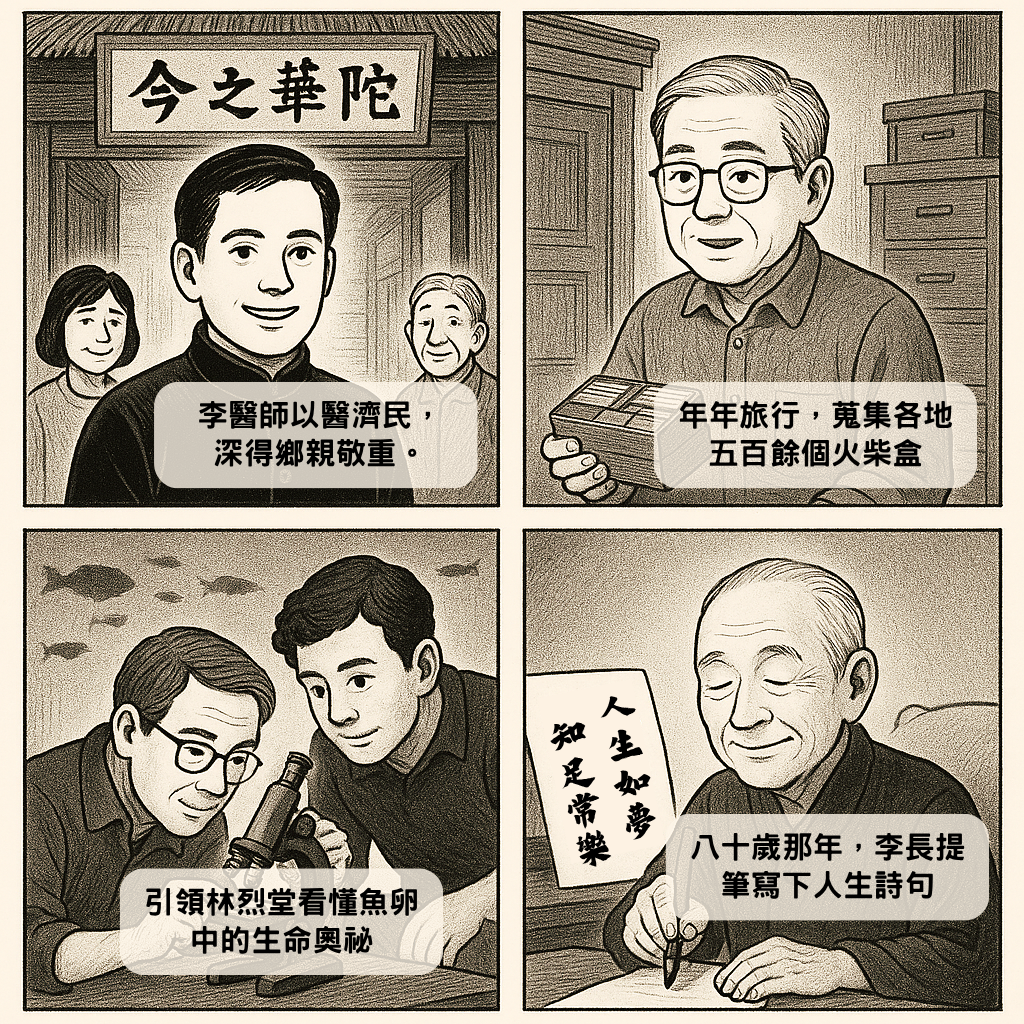 今之華陀
李醫師以醫濟民，
深得鄉親敬重。
年年旅行，蒐集各地
五百餘個火柴盒
引領林烈堂看懂魚卵
中的生命奧祕
人生如夢
知足常樂
八十歲那年，李長提
筆寫下人生詩句